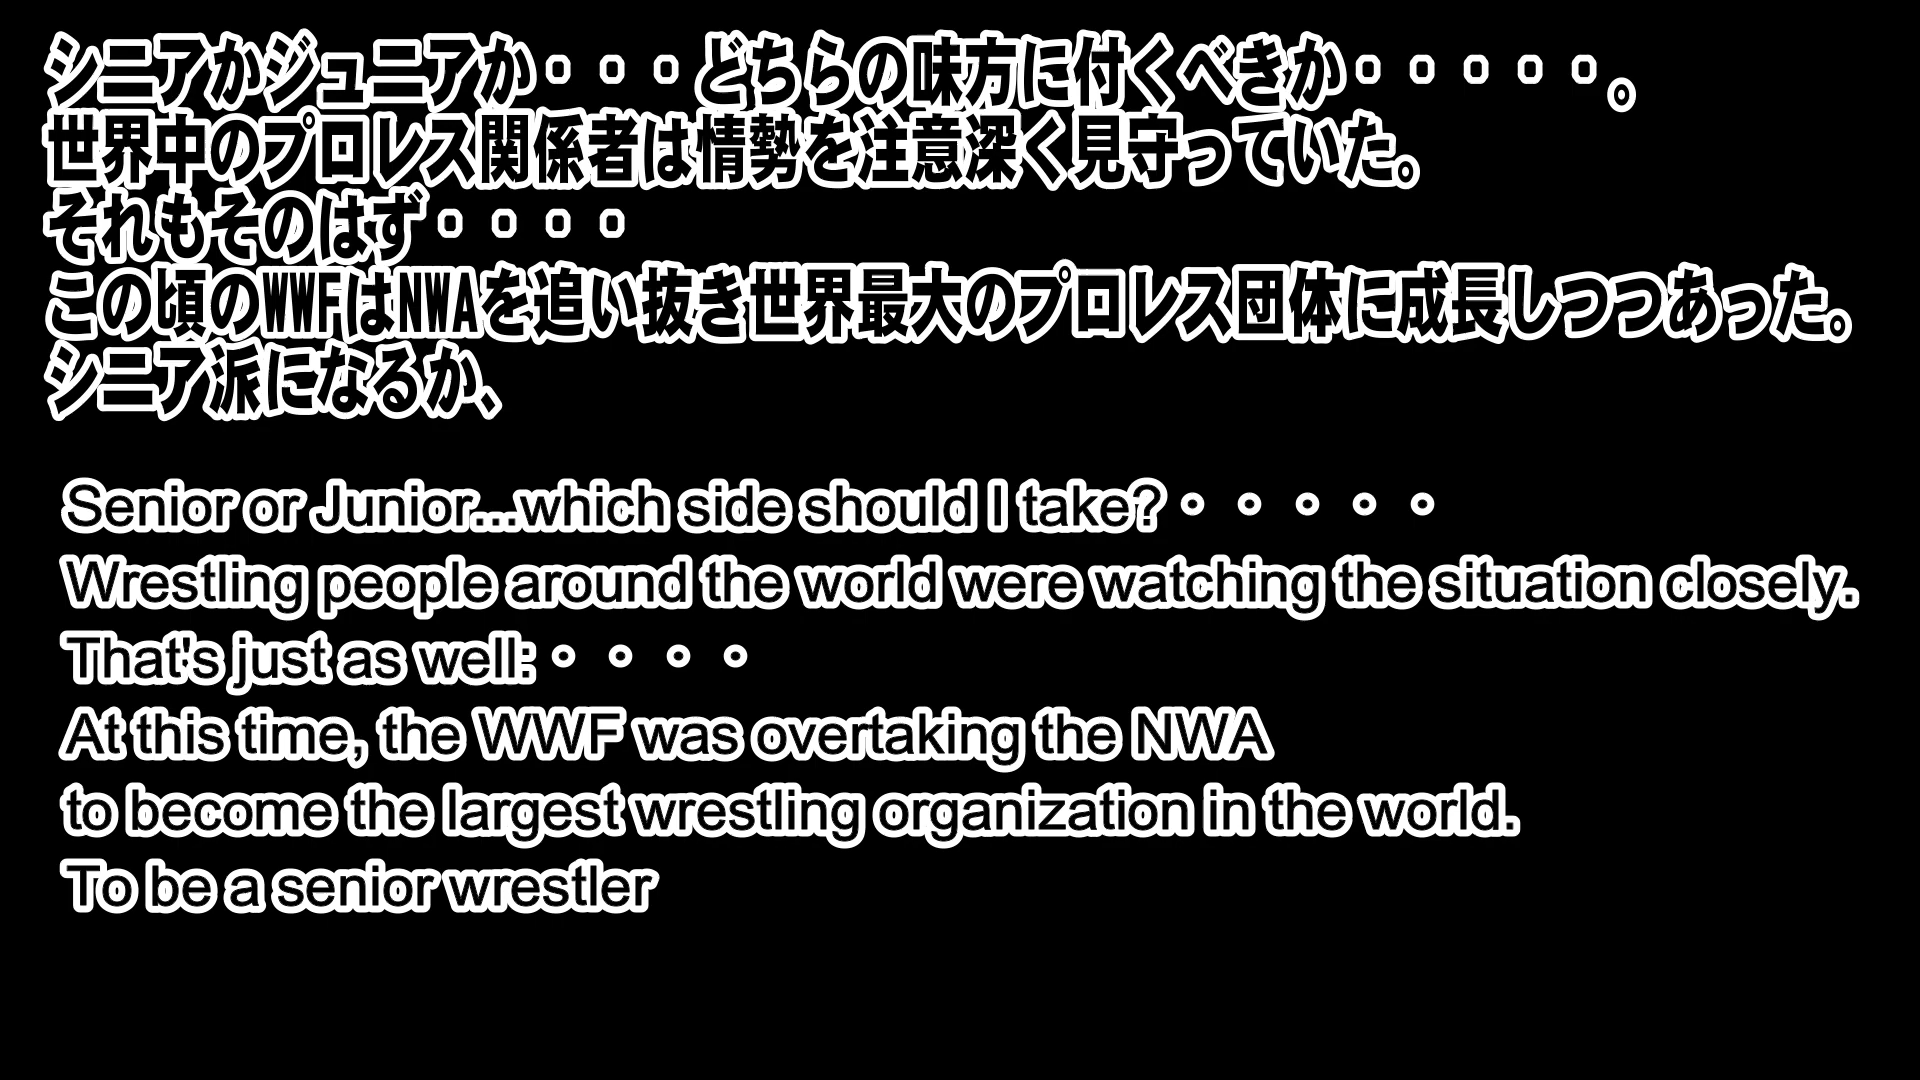 シニアかジュニアか・・・どちらの味方に付くべきか・・・・・。
世界中のプロレス関係者は情勢を注意深く見守っていた。
それもそのはず・・・・
この頃のWWFはNWAを追い抜き世界最大のプロレス団体に成長しつつあった。
シニア派になるか、
Senior or Junior...which side should I take?・・・・・
Wrestling people around the world were watching the situation closely.
That's just as well:・・・・
At this time, the WWF was overtaking the NWA
to become the largest wrestling organization in the world.
To be a senior wrestler